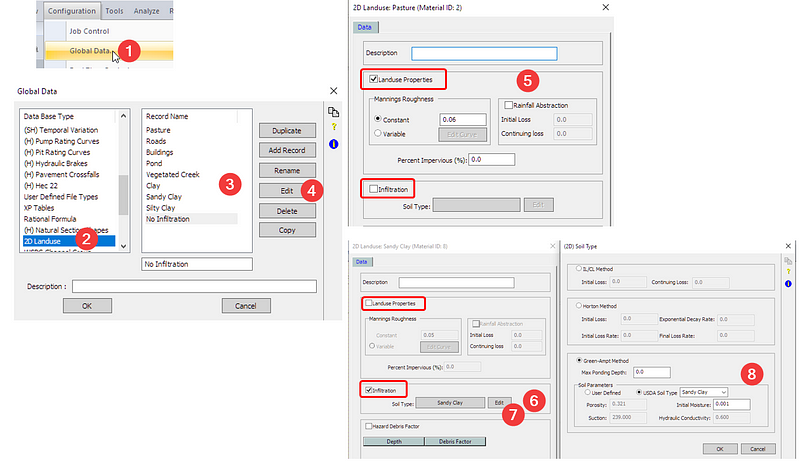 Configuration Tools Analyze
Job Control
Global Data...
1
Global Data
Data Base Type
(SH) Temporal Variation
(H) Pump Rating Curves
(H) Pit Rating Curves
(H) Hydraulic Brakes
(H) Pavement Crossfalls
(H) Hec 22
User Defined File Types
XP Tables
Rational Formula
(H) Natural Section Shapes
2D Landuse
2
Record Name
Pasture
Roads
Buildings
Pond
Vegetated Creek
Clay
Sandy Clay
Silty Clay
No Infiltration
3
No Infiltration
Duplicate
Add Record
Rename
Edit
4
Delete
Copy
Description :
OK
Cancel
2D Landuse: Pasture (Material ID: 2)
Data
Description
Landuse Properties
5
Mannings Roughness
Constant 0.06
Variable Edit Curve
Rainfall Abstraction
Initial Loss 0.0
Continuing loss 0.0
Percent Impervious (%): 0.0
Infiltration
Soil Type: Edit
2D Landuse: Sandy Clay (Material ID: 8)
Data
Description
Landuse Properties
Mannings Roughness
Constant 0.05
Variable Edit Curve
Rainfall Abstraction
Initial Loss 0.0
Continuing loss 0.0
Percent Impervious (%): 0.0
Infiltration
6
Soil Type: Sandy Clay Edit
7
Hazard Debris Factor
Depth Debris Factor
(2D) Soil Type
IL/CL Method
Initial Loss: 0.0 Continuing Loss: 0.0
Horton Method
Initial Loss: 0.0 Exponential Decay Rate: 0.0
Initial Loss Rate: 0.0 Final Loss Rate: 0.0
Green-Ampt Method
Max Ponding Depth: 0.0
8
Soil Parameters
User Defined USDA Soil Type Sandy Clay
Porosity: 0.321 Initial Moisture: 0.001
Suction: 239.000 Hydraulic Conductivity: 0.600
OK Cancel